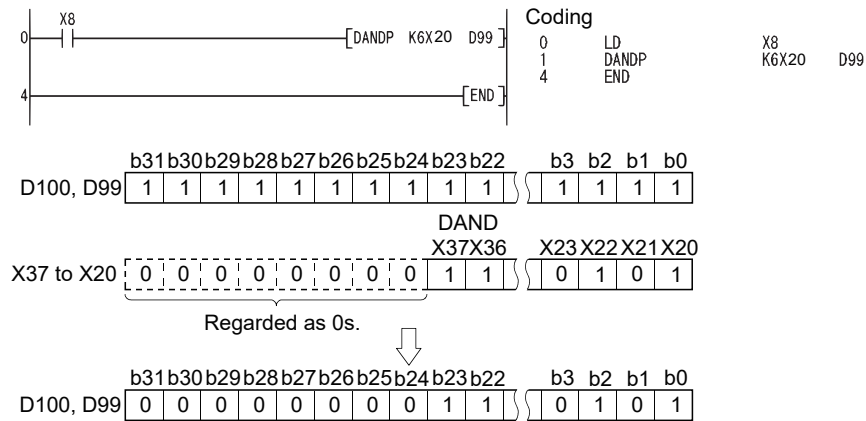 X8
0 DANDP K6X20 D99
4 END
Coding
0 LD X8
1 DANDP K6X20 D99
4 END
b31 b30 b29 b28 b27 b26 b25 b24 b23 b22 b3 b2 b1 b0
D100, D99 1 1 1 1 1 1 1 1 1 1 1 1 1 1
DAND
X37 X36 X23 X22 X21 X20
X37 to X20 0 0 0 0 0 0 0 0 1 1 0 1 0 1
Regarded as 0s.
b31 b30 b29 b28 b27 b26 b25 b24 b23 b22 b3 b2 b1 b0
D100, D99 0 0 0 0 0 0 0 0 1 1 0 1 0 1